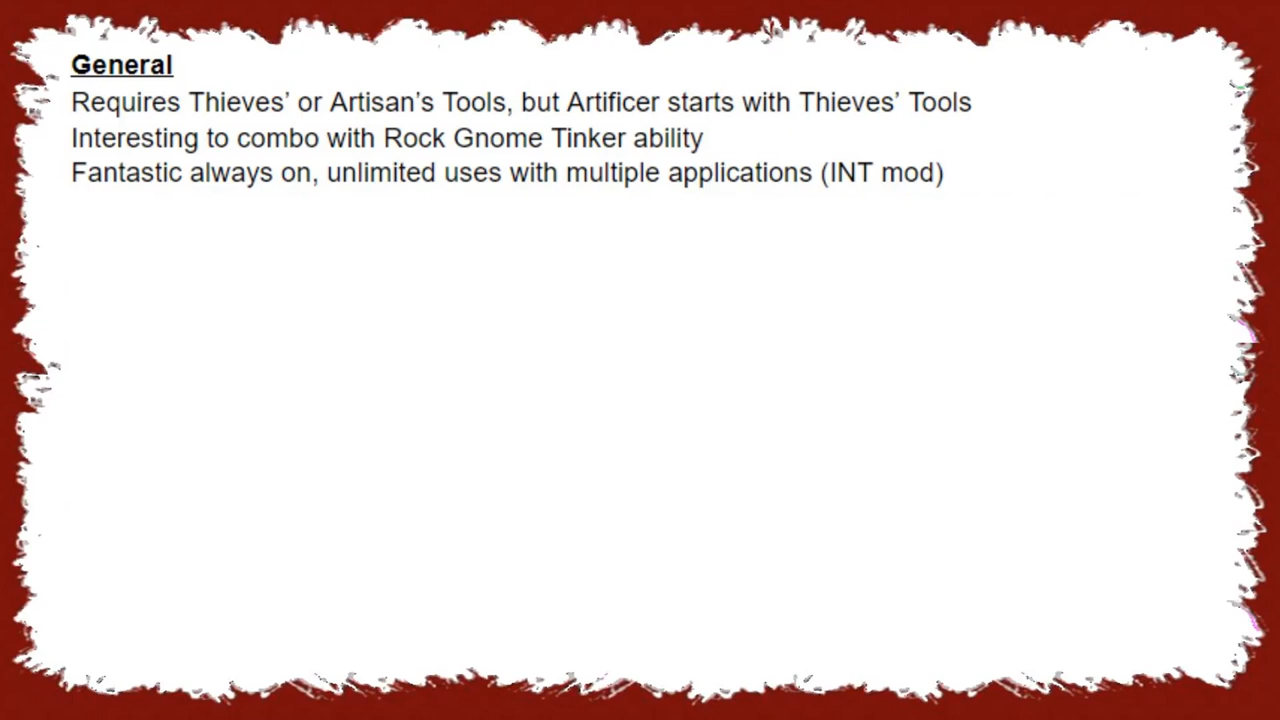 General
Requires Thieves’ or Artisan’s Tools, but Artificer starts with Thieves’ Tools
Interesting to combo with Rock Gnome Tinker ability
Fantastic always on, unlimited uses with multiple applications (INT mod)